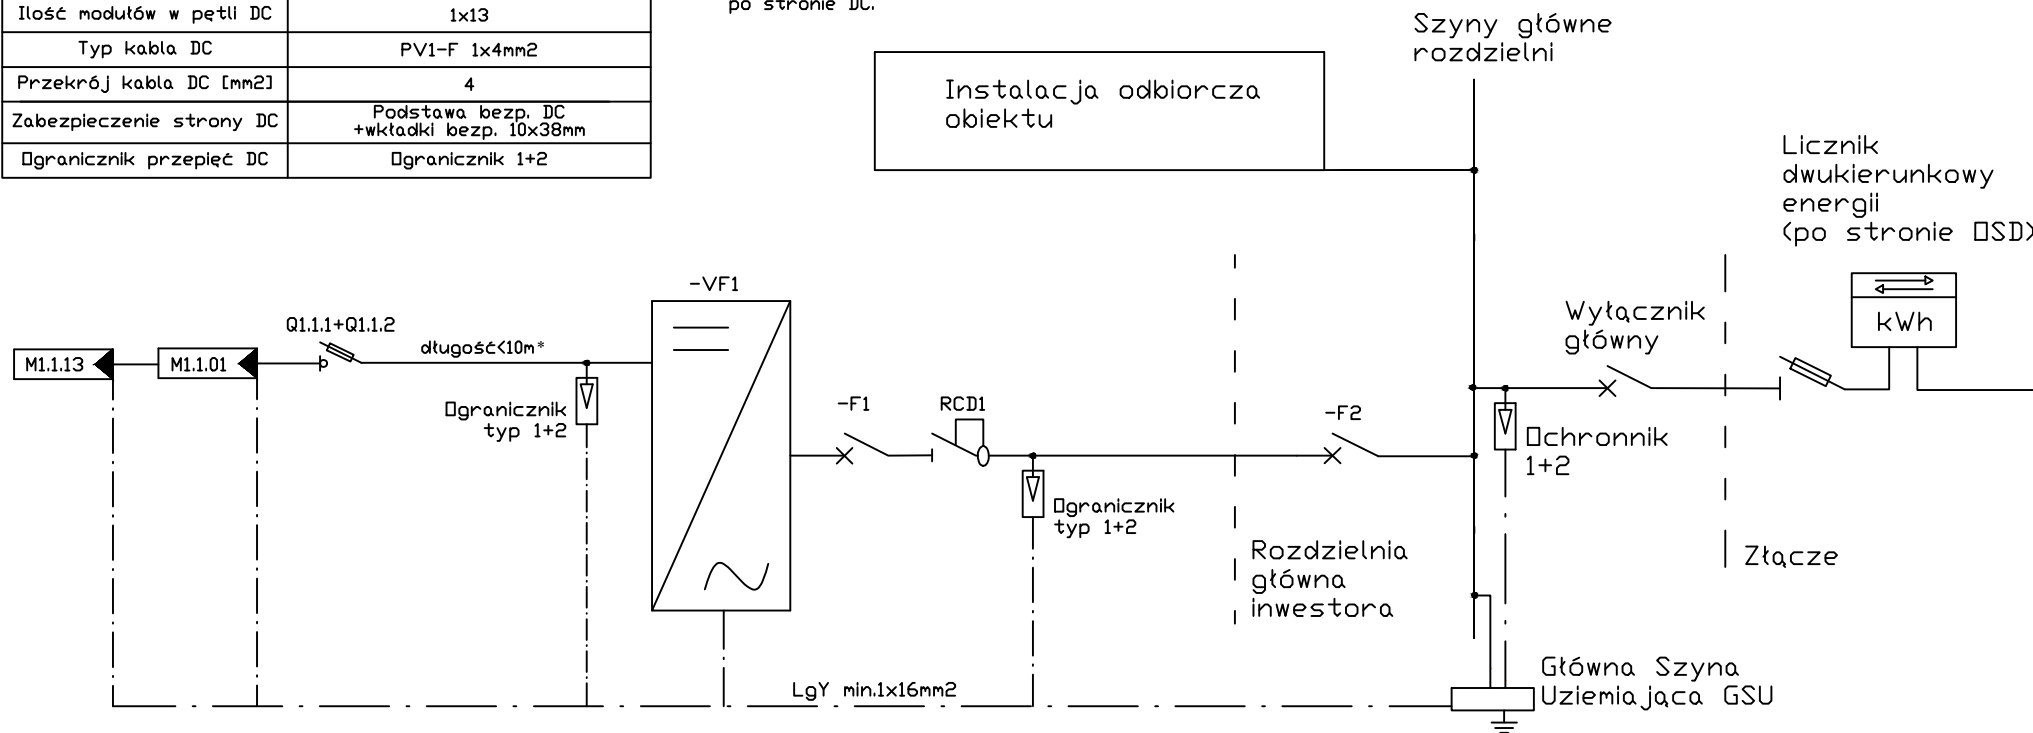 Ilość modułów w pętli DC 1x13
Typ kabla DC PV1-F 1x4mm2
Przekrój kabla DC [mm2] 4
Zabezpieczenie strony DC Podstawa bezp. DC
+wkładki bezp. 10x38mm
Ogranicznik przepięć DC Ogranicznik 1+2
po stronie DC.
Instalacja odbiorcza
obiektu
Szyny główne
rozdzielni
Licznik
dwukierunkowy
energii
(po stronie OSD)
kWh
Wyłącznik
główny
-VF1
Q1.1.1+Q1.1.2
M1.1.13
M1.1.01
długość<10m*
Ogranicznik
typ 1+2
-F1
RCD1
-F2
Ochronnik
1+2
Ogranicznik
typ 1+2
Rozdzielnia
główna
inwestora
Złącze
LgY min.1x16mm2
Główna Szyna
Uziemiająca GSU